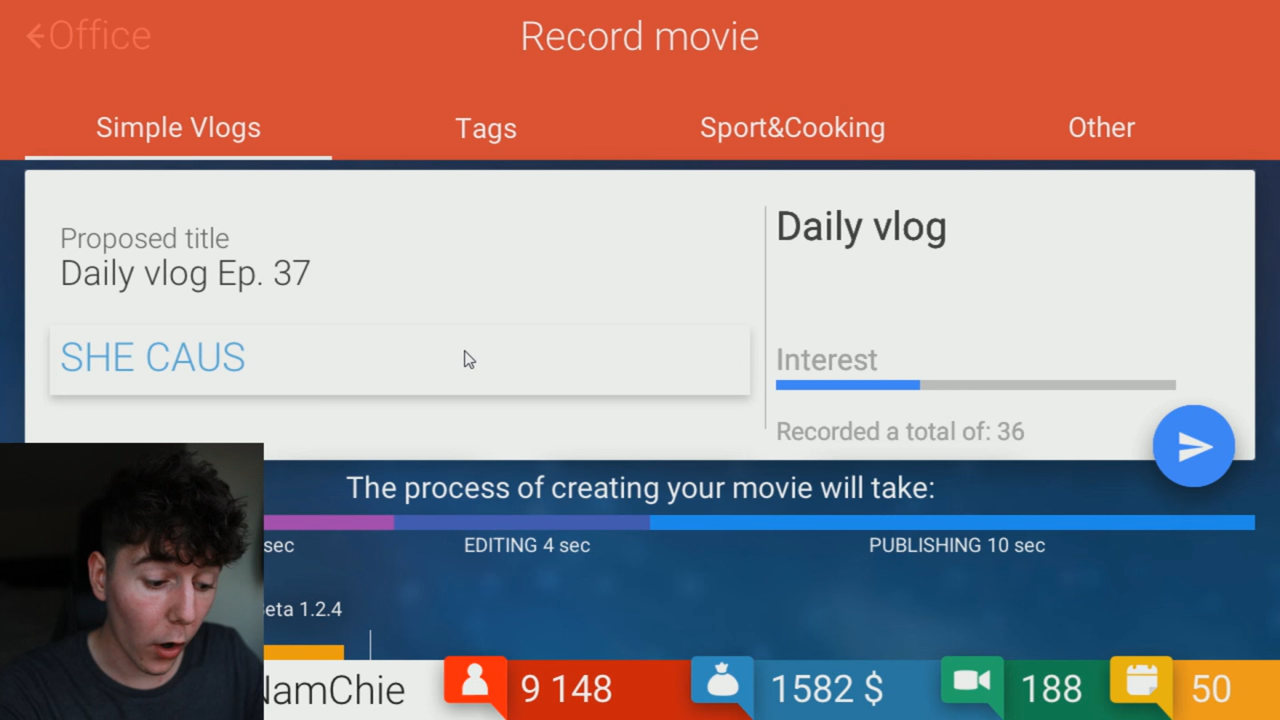 Office
Record movie
Simple Vlogs
Tags
Sport&Cooking
Other
Proposed title
Daily vlog Ep. 37
SHE CAUS
Daily vlog
Interest
Recorded a total of: 36
The process of creating your movie will take:
sec
EDITING 4 sec
PUBLISHING 10 sec
eta 1.2.4
NamChie
9 148
1582 $
188
50